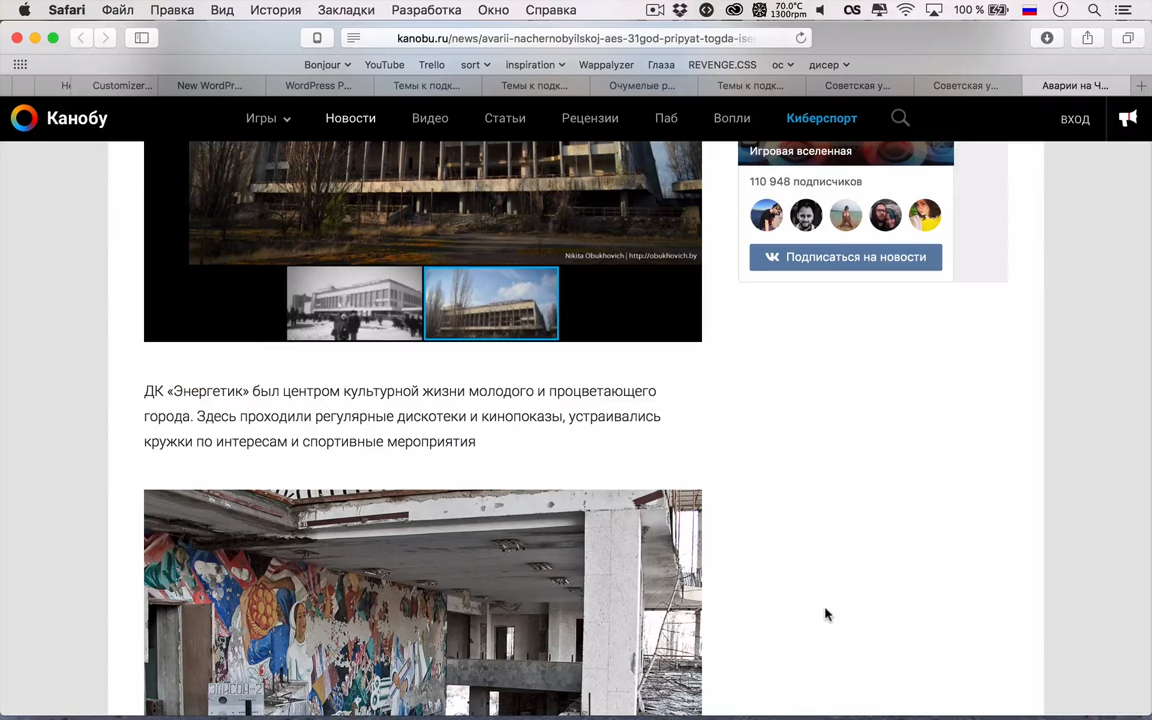 Safari Файл Правка Вид История Закладки Разработка Окно Справка 70.0°C 1300rpm 100 %
kanobu.ru/news/avarii-nachernobyilskoj-aes-31god-pripyat-togda-ise
Bonjour YouTube Trello sort inspiration Wappalyzer Глаза REVENGE.CSS ос дисер
Не Customizer... New WordPr... WordPress P... Темы к подк... Темы к подк... Очумелые р... Темы к подк... Советская у... Советская у... Аварии на Ч...
Канобу Игры Новости Видео Статьи Рецензии Паб Вопли Киберспорт ВХОД
Игровая вселенная
110 948 подписчиков
Подписаться на новости
Nikita Obukhovich | http://obukhovich.by
ДК «Энергетик» был центром культурной жизни молодого и процветающего
города. Здесь проходили регулярные дискотеки и кинопоказы, устраивались
кружки по интересам и спортивные мероприятия
ЭЛИСОН-2